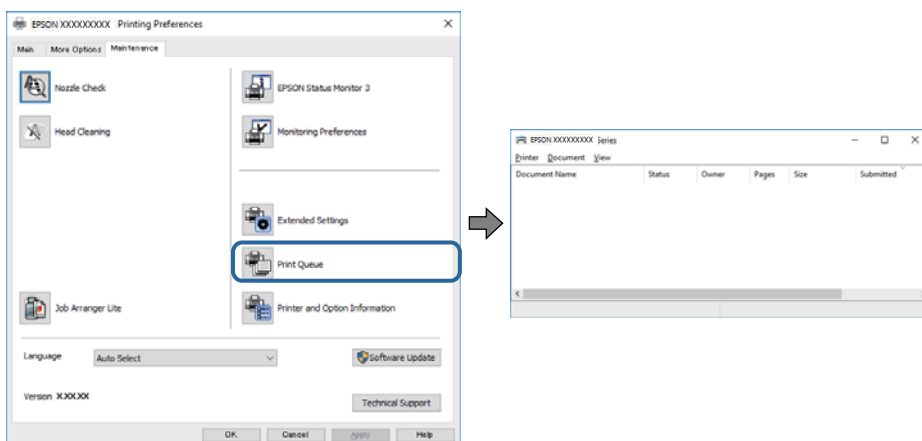 EPSON XXXXXXXXX Printing Preferences
Main More Options Maintenance
Nozzle Check
EPSON Status Monitor 3
Head Cleaning
Monitoring Preferences
Extended Settings
Print Queue
Job Arranger Lite
Printer and Option Information
Language Auto Select
Software Update
Version X.XX.XX
Technical Support
OK Cancel Apply Help
EPSON XXXXXXXXX Series
Printer Document View
Document Name Status Owner Pages Size Submitted